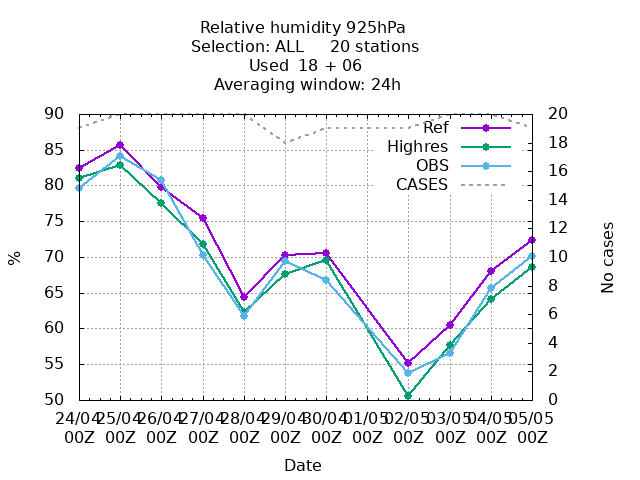 Relative humidity 925hPa
Selection: ALL 20 stations
Used 18 + 06
Averaging window: 24h
90 20
85 18
80 16
75 14
70 12
65 10
60 8
55 6
50 4
2
0
%
No cases
Ref
Highres
OBS
CASES
24/04 25/04 26/04 27/04 28/04 29/04 30/04 01/05 02/05 03/05 04/05 05/05
00Z 00Z 00Z 00Z 00Z 00Z 00Z 00Z 00Z 00Z 00Z 00Z
Date